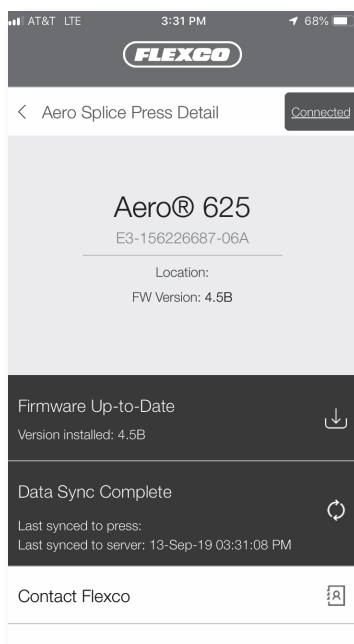 AT&T LTE 3:31 PM 68%
FLEXCO
Aero Splice Press Detail Connected
Aero® 625
E3-156226687-06A
Location:
FW Version: 4.5B
Firmware Up-to-Date
Version installed: 4.5B
Data Sync Complete
Last synced to press:
Last synced to server: 13-Sep-19 03:31:08 PM
Contact Flexco